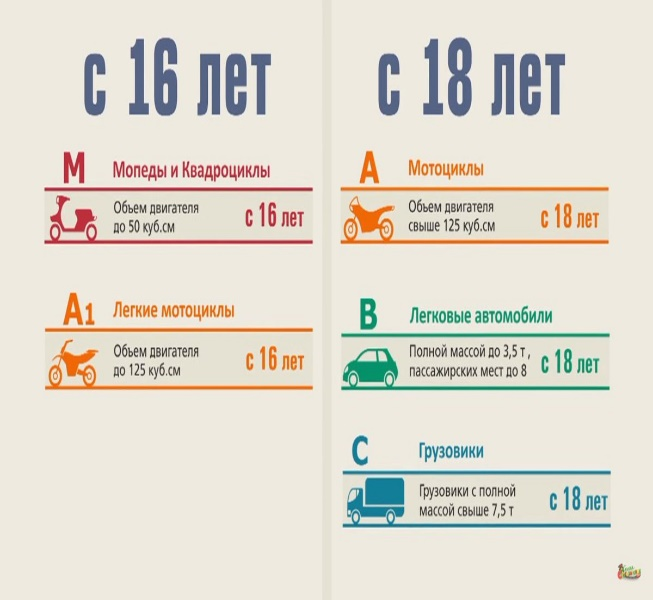 с 16 лет
М Мопеды и Квадроциклы
Объем двигателя
до 50 куб.см
с 16 лет
А1 Легкие мотоциклы
Объем двигателя
до 125 куб.см
с 16 лет
с 18 лет
А Мотоциклы
Объем двигателя
свыше 125 куб.см
с 18 лет
В Легковые автомобили
Полной массой до 3,5 т ,
пассажирских мест до 8
с 18 лет
С Грузовики
Грузовики с полной
массой свыше 7,5 т
с 18 лет